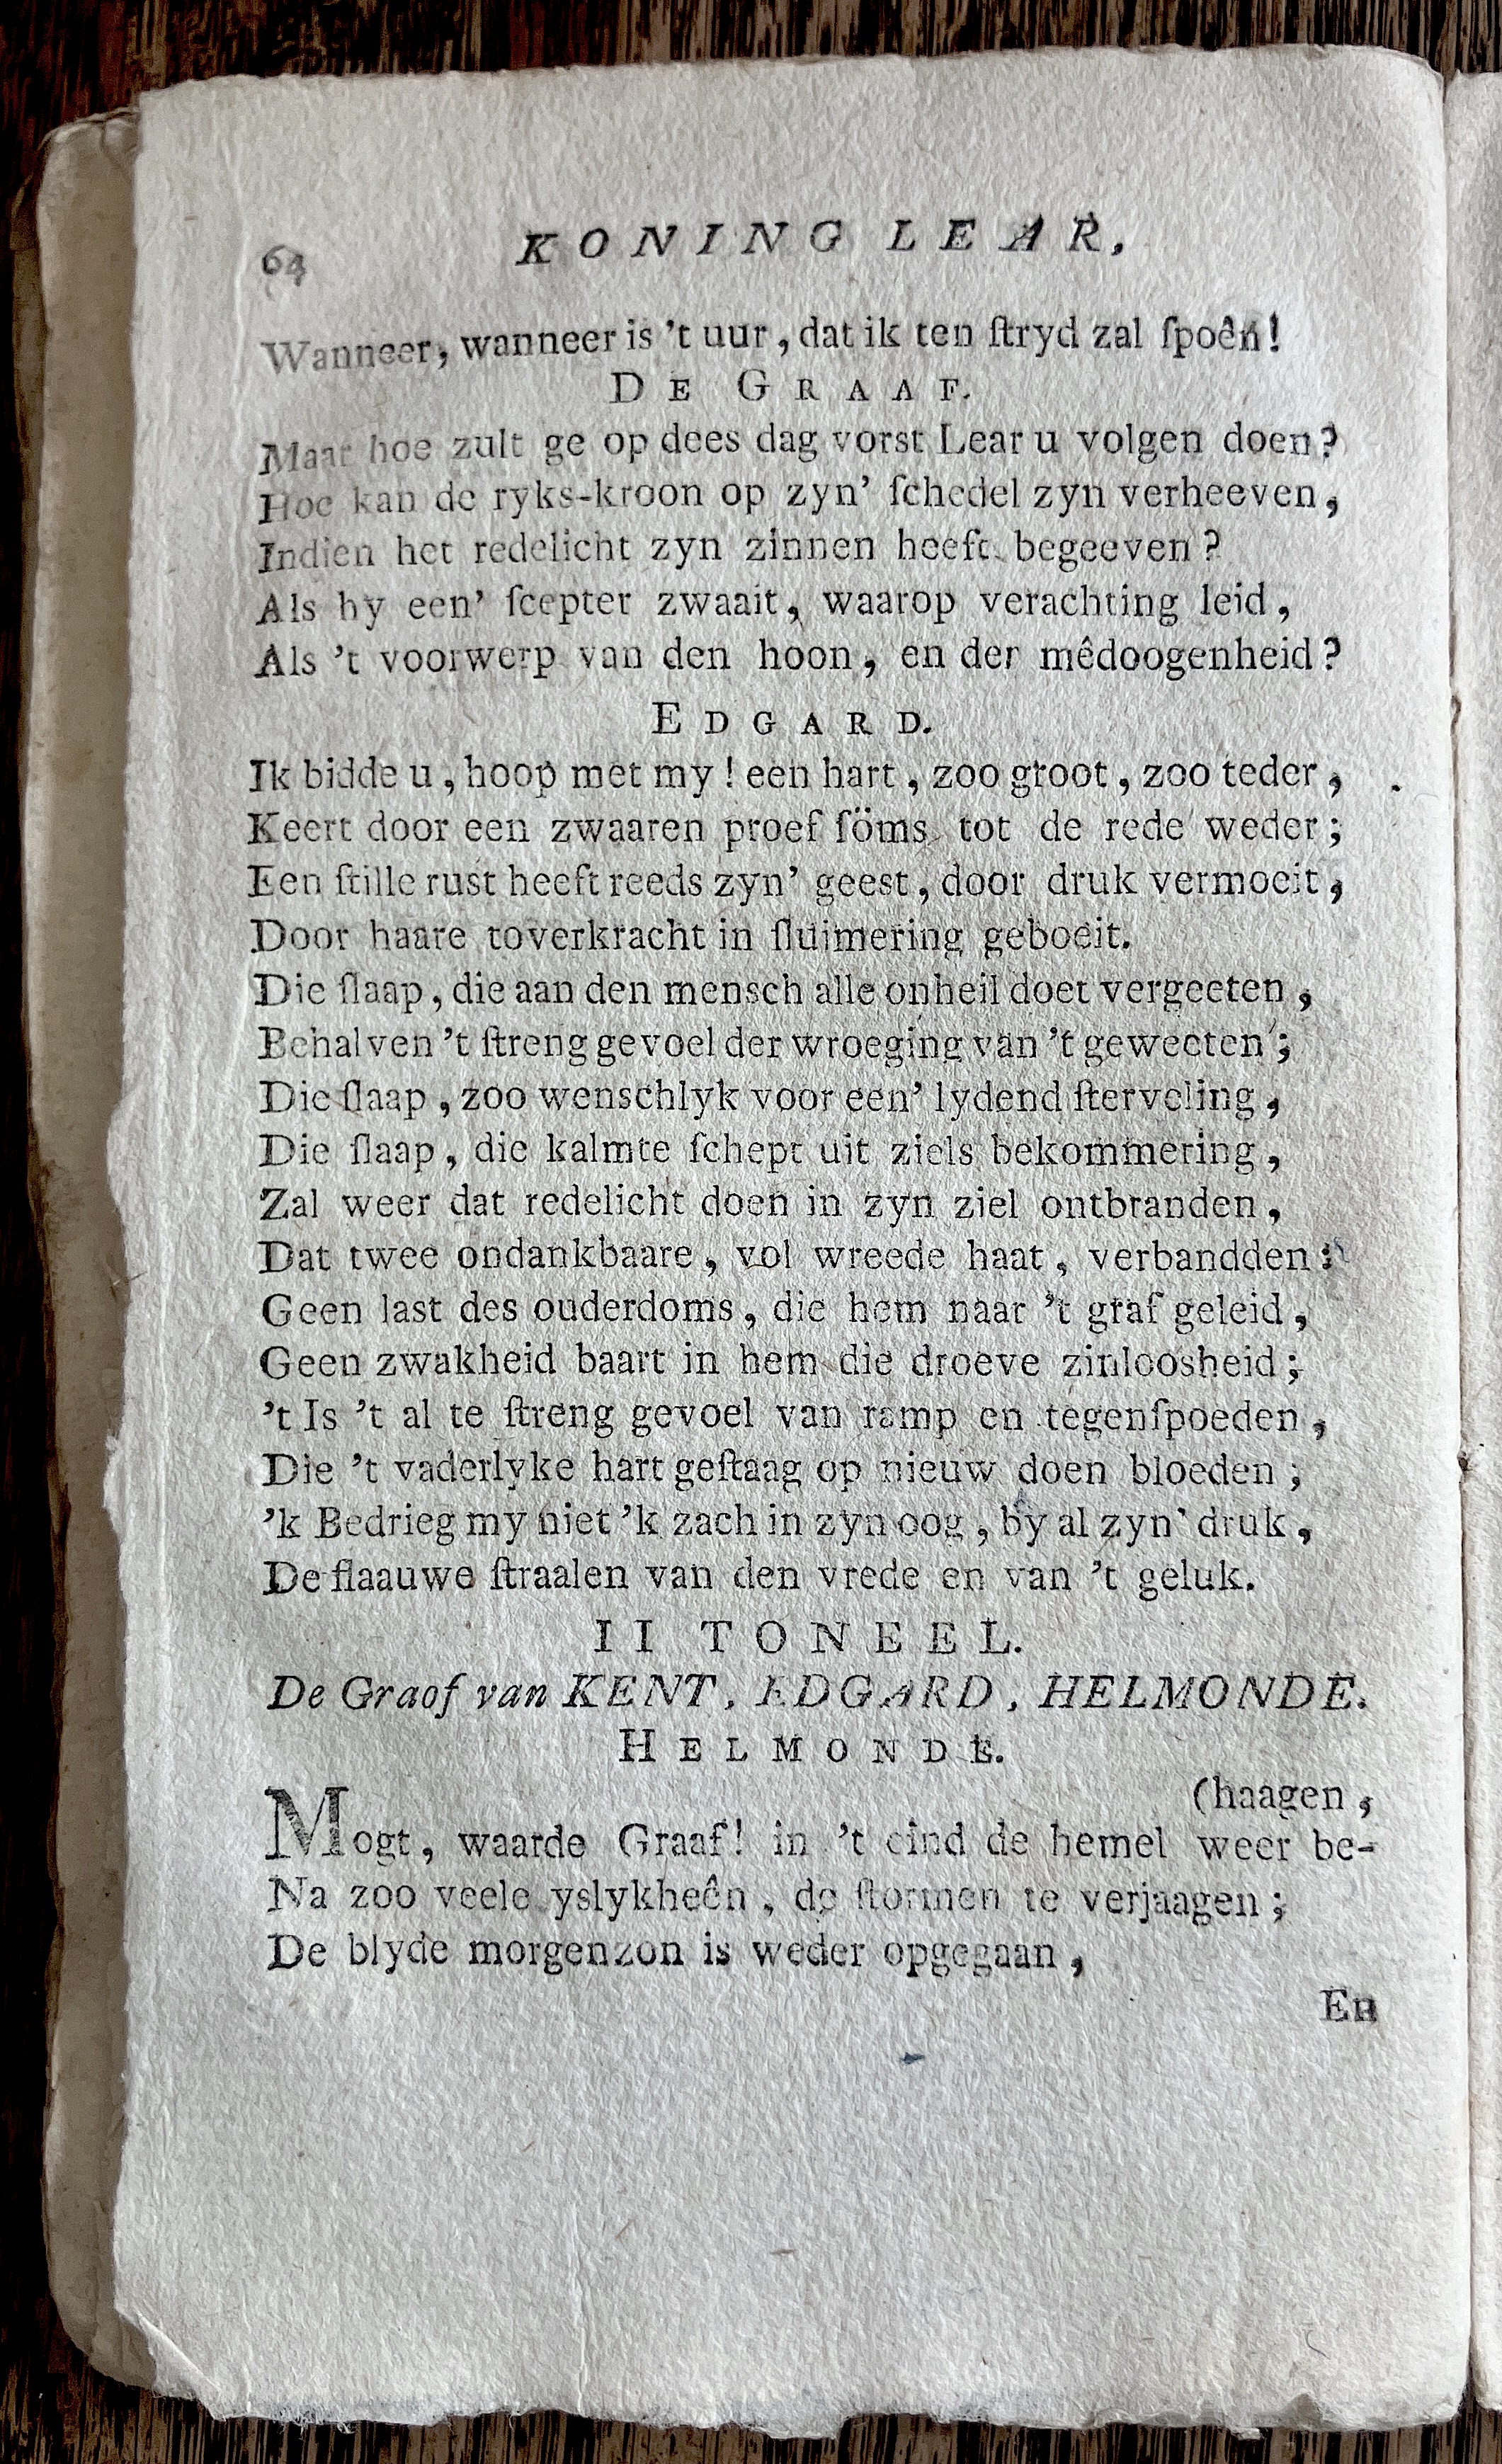 64 KONING LEAR,
Wanneer, wanneer is 't uur, dat ik ten ſtryd zal ſpoên!
DE GRAAF.
Maar hoe zult ge op dees dag vorst Lear u volgen doen?
Hoe kan de ryks-kroon op zyn' ſchedel zyn verheeven,
Indien het redelicht zyn zinnen heeft begeeven?
Als hy een' ſcepter zwaait, waarop verachting leid,
Als 't voorwerp van den hoon, en der mêdoogenheid?
EDGARD.
Ik bidde u, hoop met my! een hart, zoo groot, zoo teder,
Keert door een zwaaren proef ſöms tot de rede weder;
Een ſtille rust heeft reeds zyn' geest, door druk vermoeit,
Door haare toverkracht in ſluimering geboeit.
Die ſlaap, die aan den mensch alle onheil doet vergeeten,
Behalven 't ſtreng gevoel der wroeging van 't geweeten;
Die ſlaap, zoo wenschlyk voor een' lydend ſterveling,
Die ſlaap, die kalmte ſchept uit ziels bekommering,
Zal weer dat redelicht doen in zyn ziel ontbranden,
Dat twee ondankbaare, vol wreede haat, verbandden:
Geen last des ouderdoms, die hem naar 't graf geleid,
Geen zwakheid baart in hem die droeve zinloosheid;
't Is 't al te ſtreng gevoel van ramp en tegenſpoeden,
Die 't vaderlyke hart geſtaag op nieuw doen bloeden;
'k Bedrieg my niet 'k zach in zyn oog, by al zyn' druk,
De flaauwe ſtraalen van den vrede en van 't geluk.
II TONEEL.
De Graaf van KENT, EDGARD, HELMONDE.
HELMONDE.
(haagen,
Mogt, waarde Graaf! in 't eind de hemel weer be-
Na zoo veele yslykheên, de ſtormen te verjaagen;
De blyde morgenzon is weder opgegaan,
En